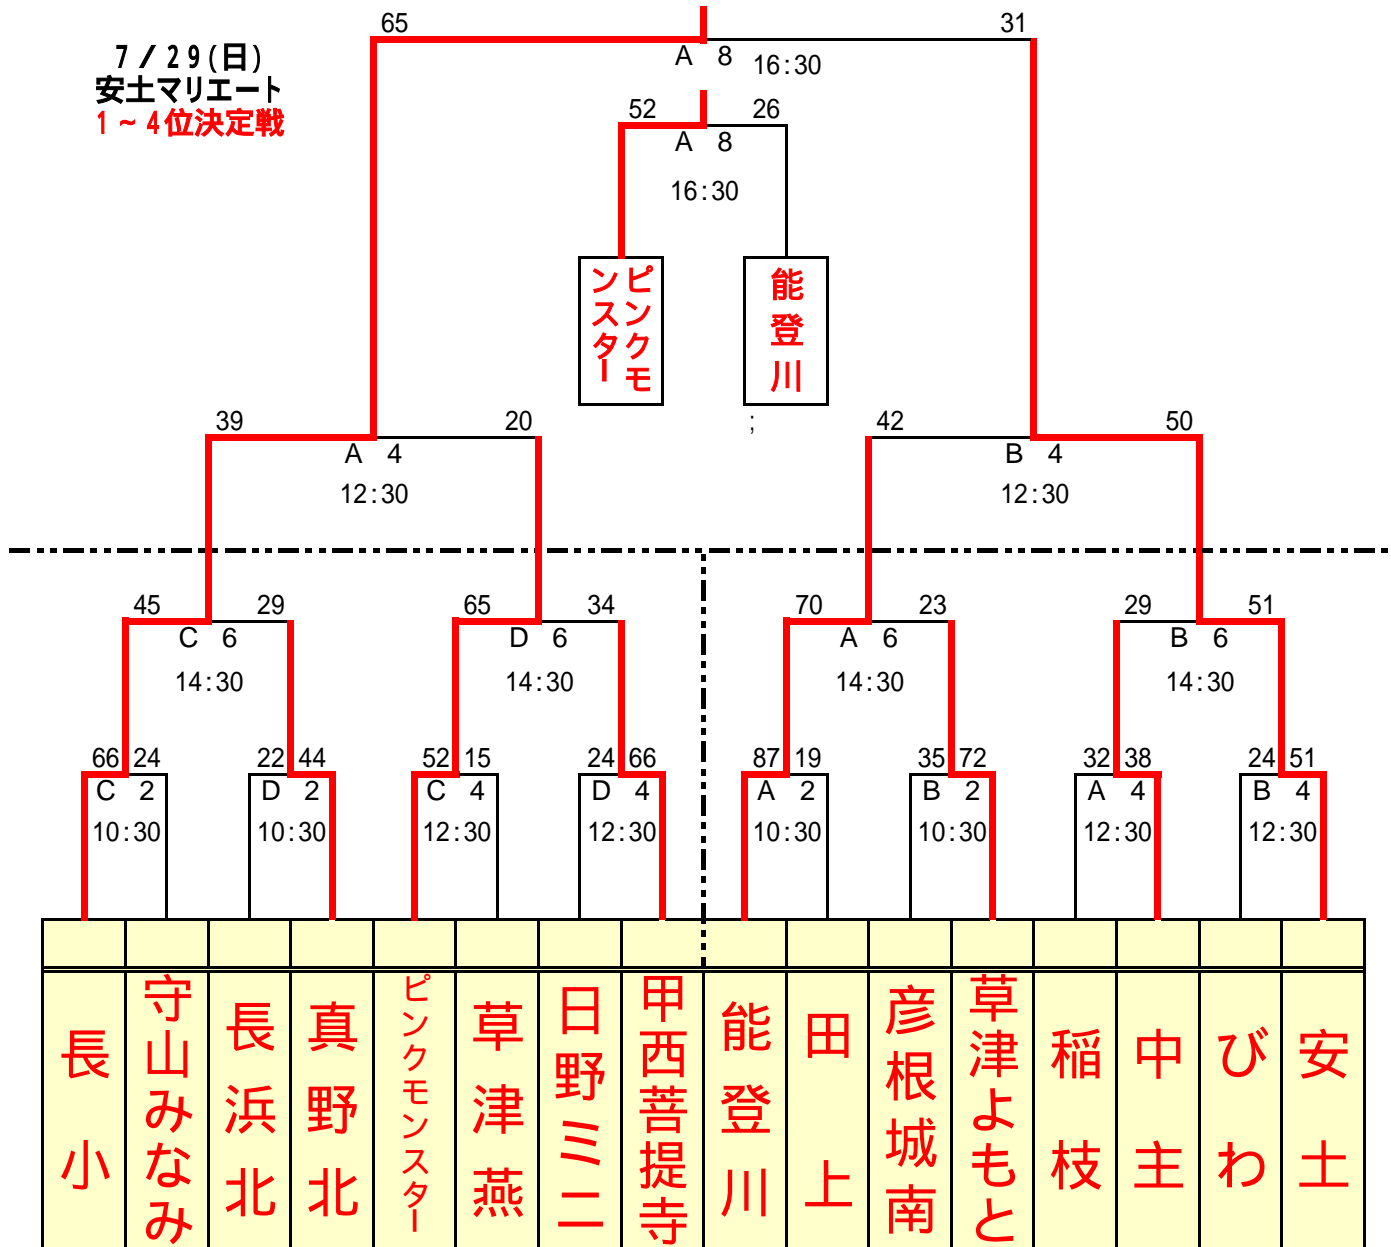 65 31
7/29(日)
安土マリエート
1~4位決定戦
A 8 16:30
52 26
A 8
16:30
ピンクモンスター
能登川
;
39 20 42 50
A 4 B 4
12:30 12:30
45 29 65 34 70 23 29 51
C 6 D 6 A 6 B 6
14:30 14:30 14:30 14:30
66 24 22 44 52 15 24 66 87 19 35 72 32 38 24 51
C 2 D 2 C 4 D 4 A 2 B 2 A 4 B 4
10:30 10:30 12:30 12:30 10:30 10:30 12:30 12:30
長小
守山みなみ
長浜北
真野北
ピンクモンスター
草津燕
日野ミニ
甲西菩提寺
能登川
田上
彦根城南
草津よもと
稲枝
中主
びわ
安土